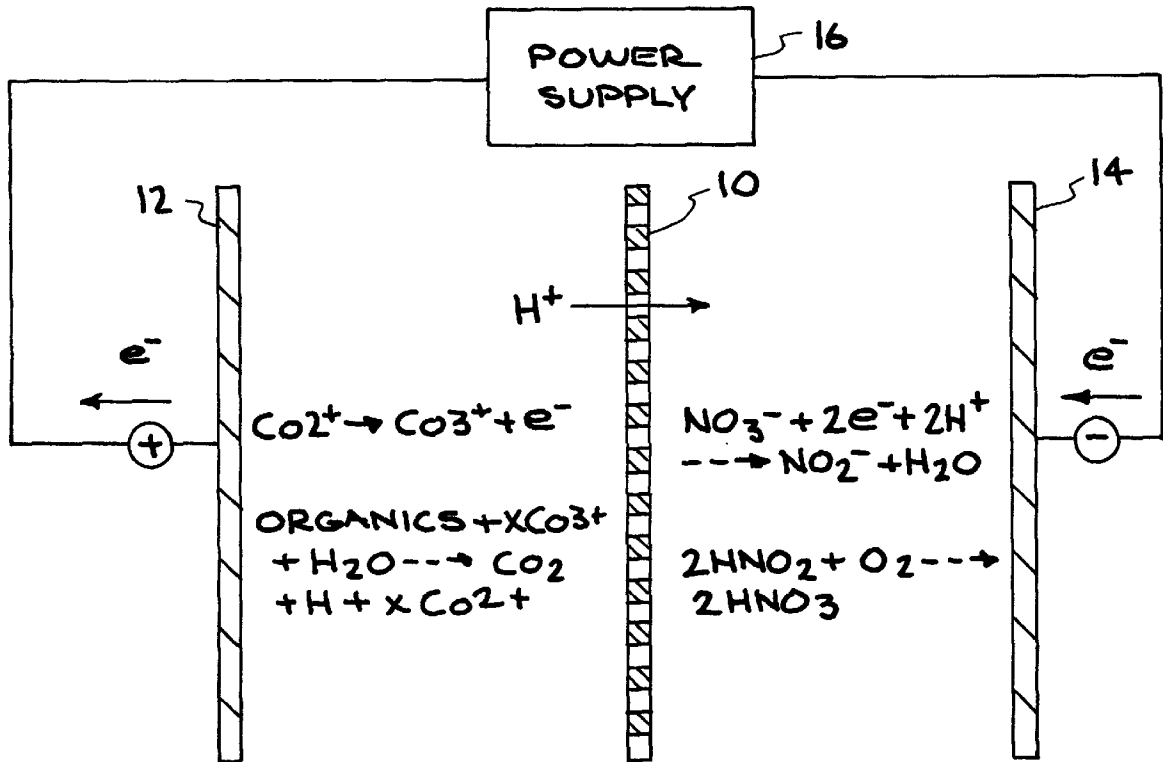 POWER
SUPPLY
16
12
10
14
H⁺
e⁻
e⁻
+
Co2⁺→Co3⁺+e⁻
NO₃⁻+2e⁻+2H⁺
--→NO₂⁻+H₂O
-
ORGANICS+XCo3+
+H₂O--→CO₂
+H+XCo2+
2HNO₂+O₂--→
2HNO₃